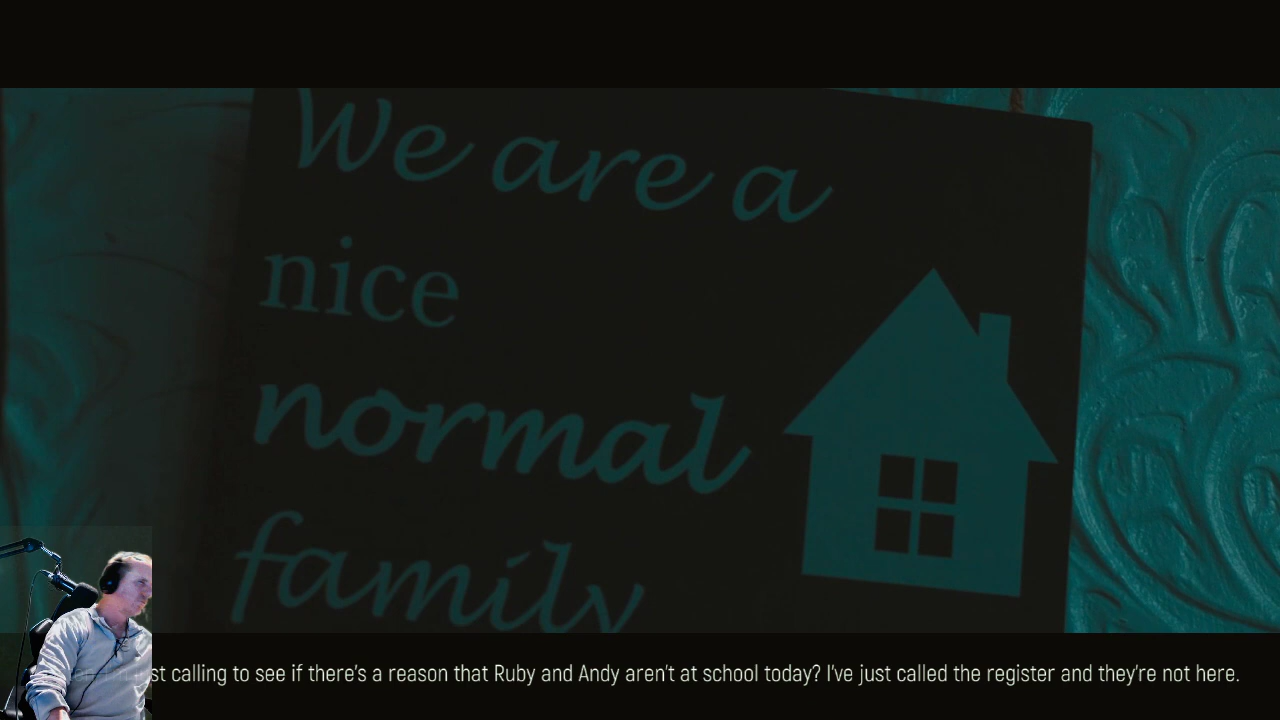 We are a
nice
normal
family
just calling to see if there's a reason that Ruby and Andy aren't at school today? I've just called the register and they're not here.